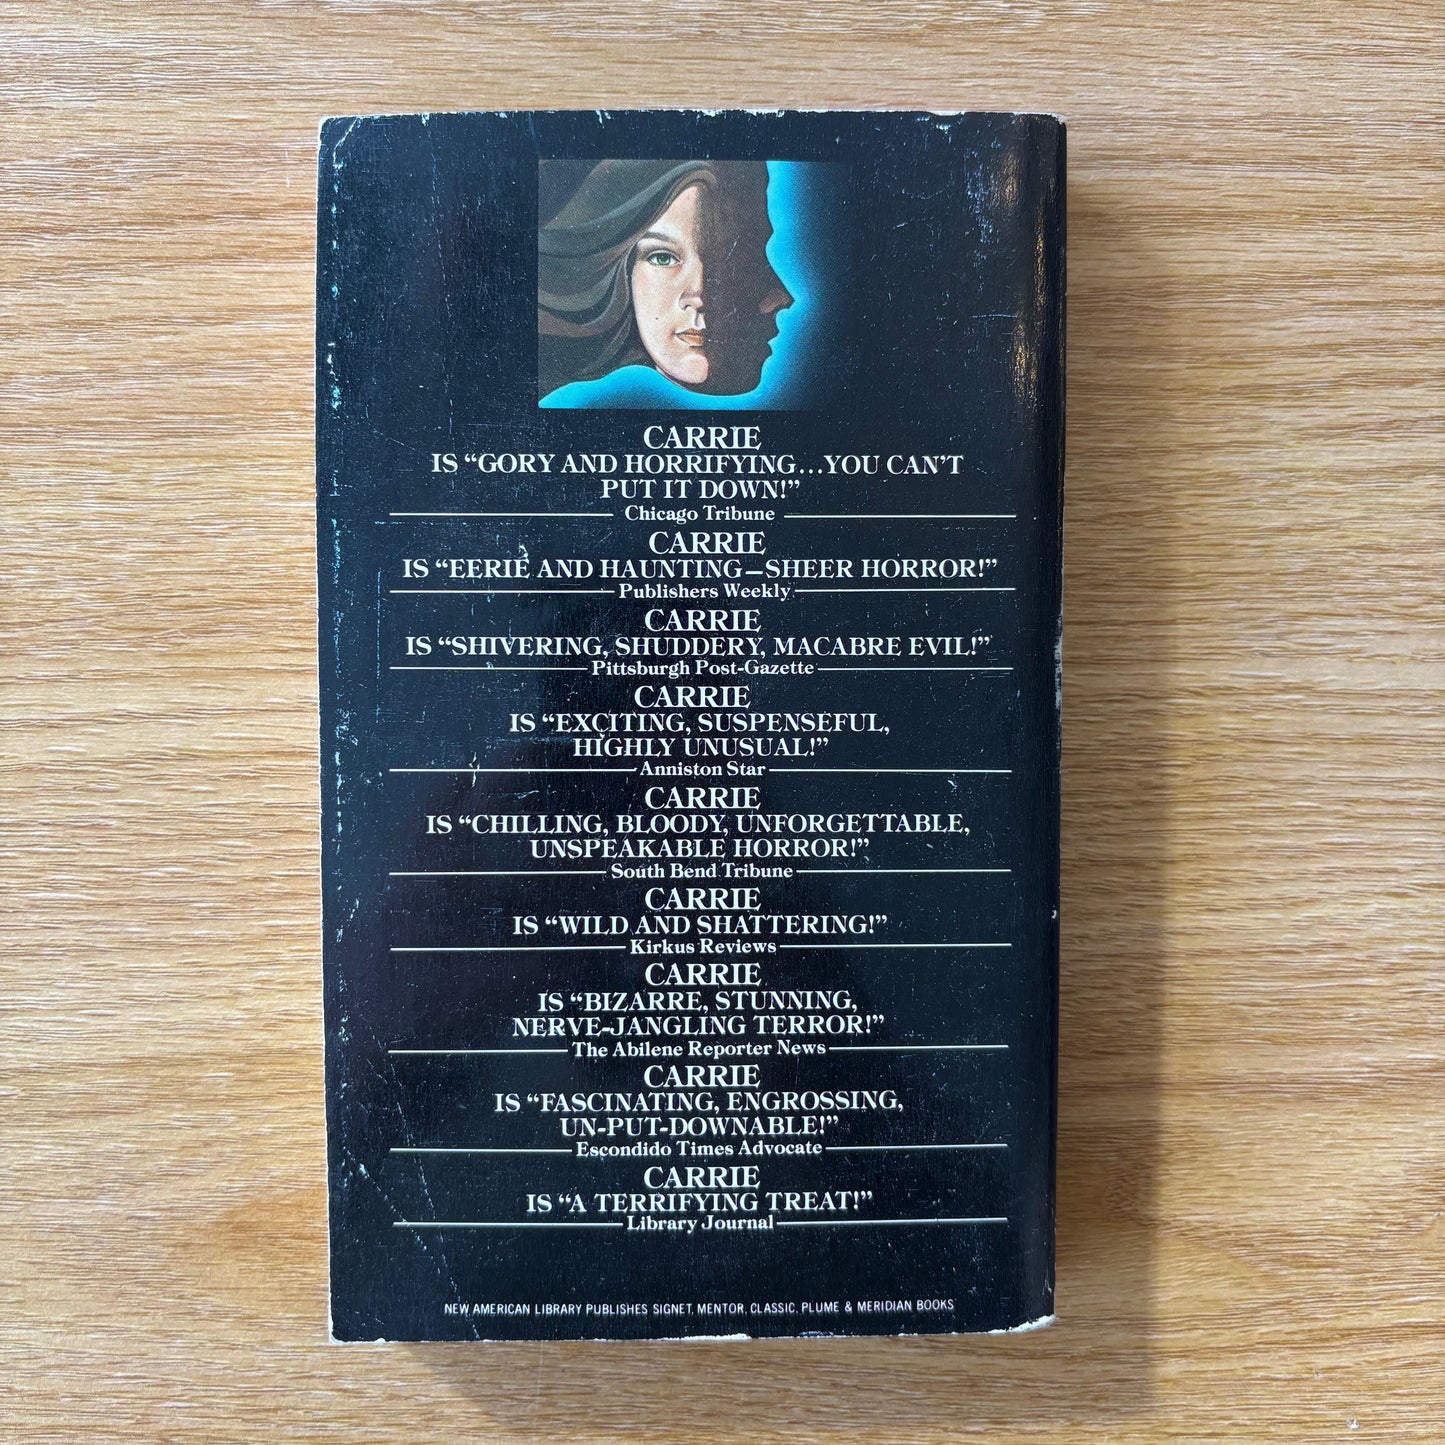 CARRIE
IS “GORY AND HORRIFYING...YOU CAN’T
PUT IT DOWN!”
Chicago Tribune
CARRIE
IS “EERIE AND HAUNTING—SHEER HORROR!”
Publishers Weekly
CARRIE
IS “SHIVERING, SHUDDERY, MACABRE EVIL!”
Pittsburgh Post-Gazette
CARRIE
IS “EXCITING, SUSPENSEFUL,
HIGHLY UNUSUAL!”
Anniston Star
CARRIE
IS “CHILLING, BLOODY, UNFORGETTABLE,
UNSPEAKABLE HORROR!”
South Bend Tribune
CARRIE
IS “WILD AND SHATTERING!”
Kirkus Reviews
CARRIE
IS “BIZARRE, STUNNING,
NERVE-JANGLING TERROR!”
The Abilene Reporter News
CARRIE
IS “FASCINATING, ENGROSSING,
UN-PUT-DOWNABLE!”
Escondido Times Advocate
CARRIE
IS “A TERRIFYING TREAT!”
Library Journal
NEW AMERICAN LIBRARY PUBLISHES SIGNET, MENTOR, CLASSIC, PLUME & MERIDIAN BOOKS